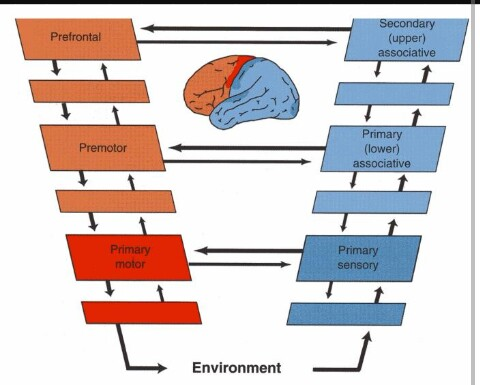 Prefrontal
Secondary
(upper)
associative
Premotor
Primary
(lower)
associative
Primary
motor
Primary
sensory
Environment